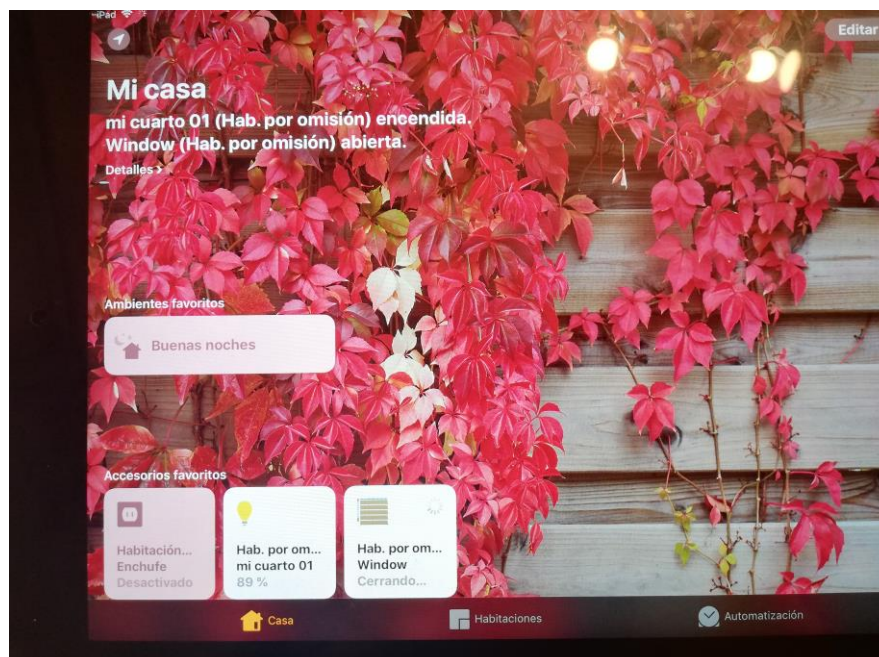 iPad
Editar
Mi casa
mi cuarto 01 (Hab. por omisión) encendida.
Window (Hab. por omisión) abierta.
Detalles >
Ambientes favoritos
Buenas noches
Accesorios favoritos
Habitación...
Enchufe
Desactivado
Hab. por om...
mi cuarto 01
89 %
Hab. por om...
Window
Cerrando...
Casa
Habitaciones
Automatización